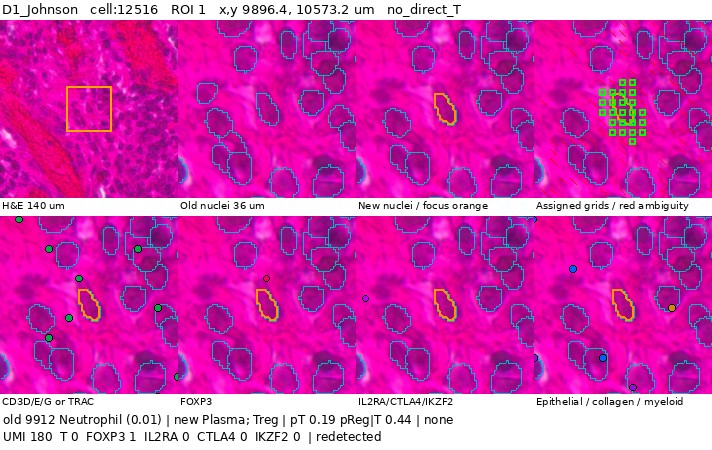 D1_Johnson cell:12516 ROI 1 x,y 9896.4, 10573.2 um no_direct_T
H&E 140 um
Old nuclei 36 um
New nuclei / focus orange
Assigned grids / red ambiguity
CD3D/E/G or TRAC
FOXP3
IL2RA/CTLA4/IKZF2
Epithelial / collagen / myeloid
old 9912 Neutrophil (0.01) | new Plasma; Treg | pT 0.19 pReg|T 0.44 | none
UMI 180 T 0 FOXP3 1 IL2RA 0 CTLA4 0 IKZF2 0 | redetected